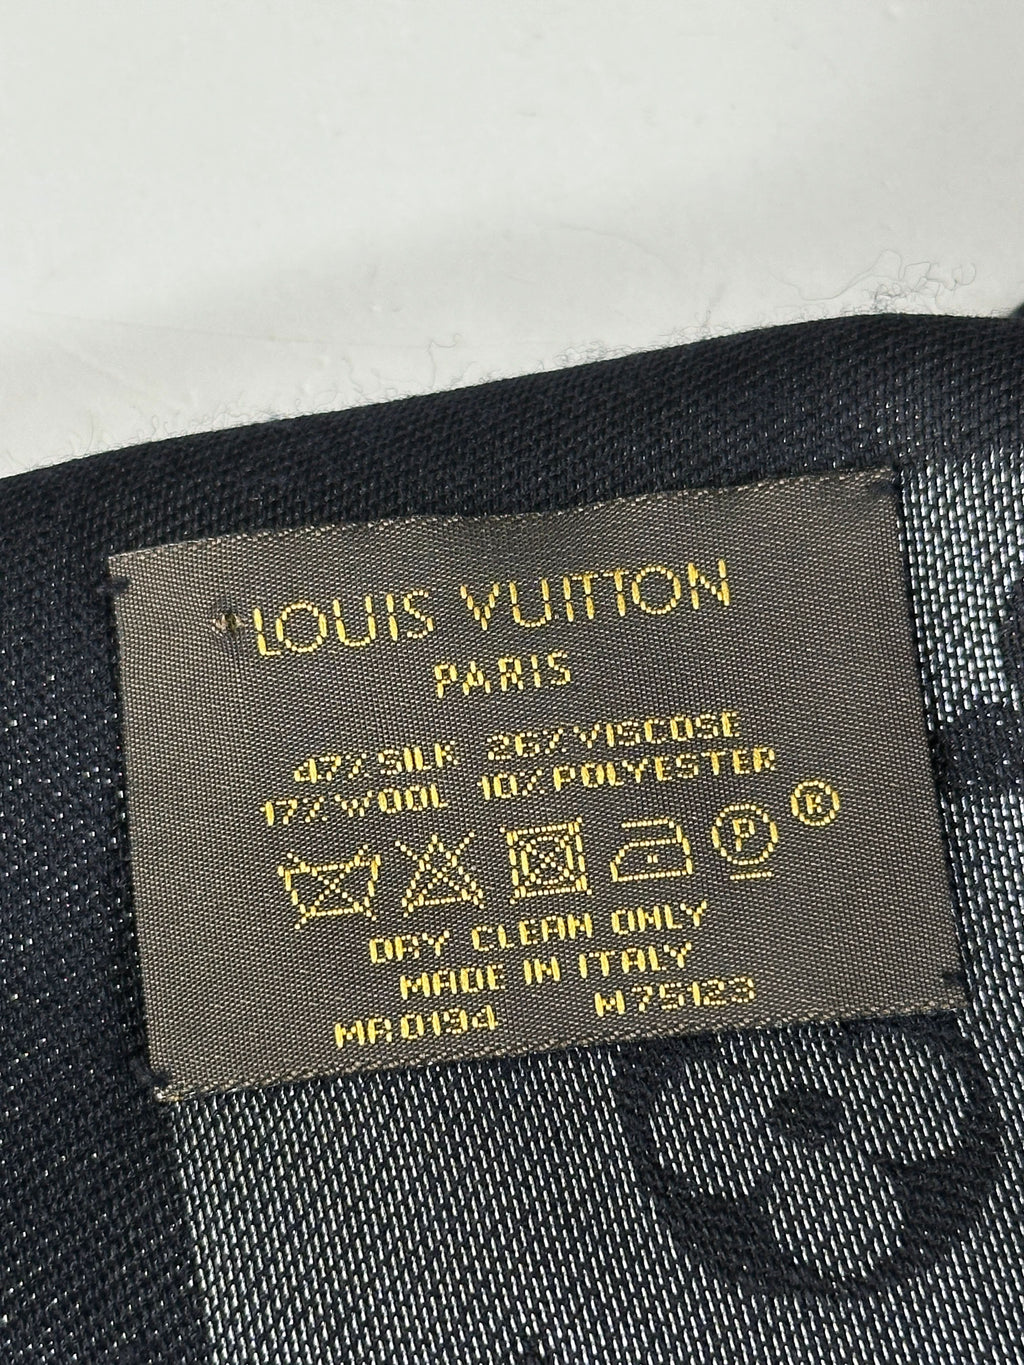 LOUIS VUITTON
PARIS
47% SILK 26% VISCOSE
17% WOOL 10% POLYESTER
P ®
DRY CLEAN ONLY
MADE IN ITALY
MA0194 M75123